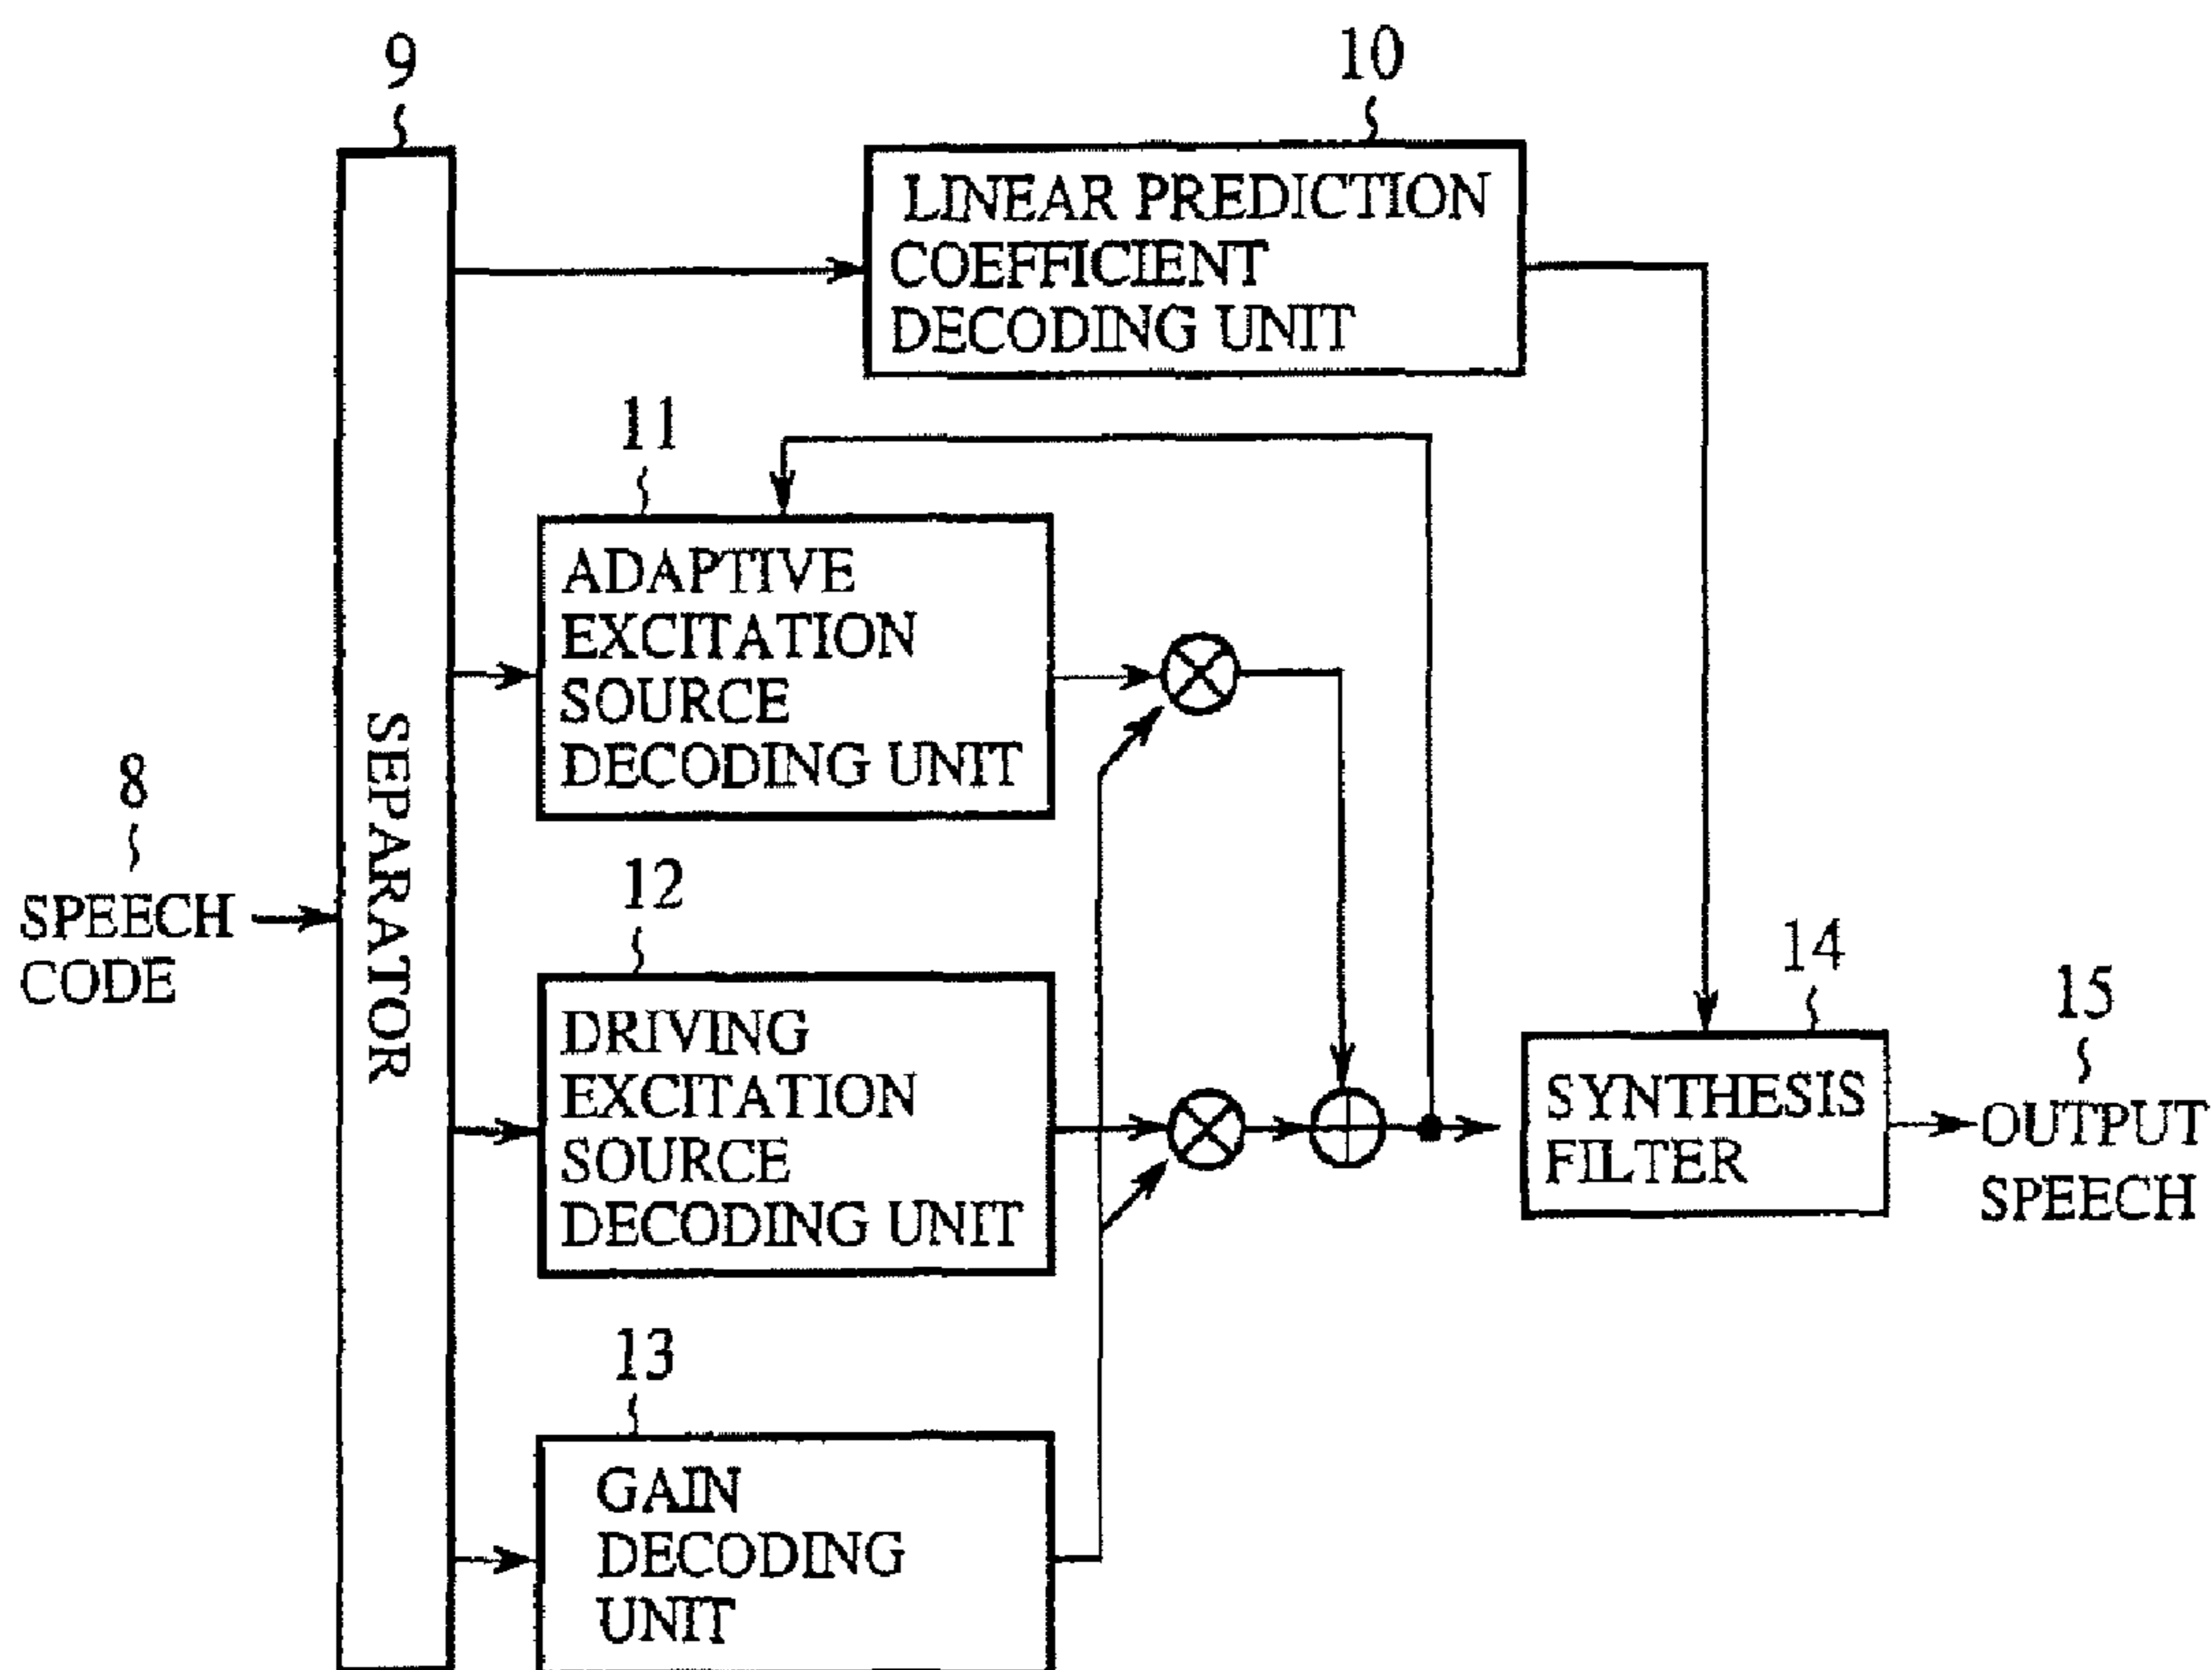 9
10
LINEAR PREDICTION
COEFFICIENT
DECODING UNIT
11
ADAPTIVE
EXCITATION
SOURCE
DECODING UNIT
SEPARATOR
8
SPEECH
CODE
12
DRIVING
EXCITATION
SOURCE
DECODING UNIT
14
SYNTHESIS
FILTER
15
OUTPUT
SPEECH
13
GAIN
DECODING
UNIT